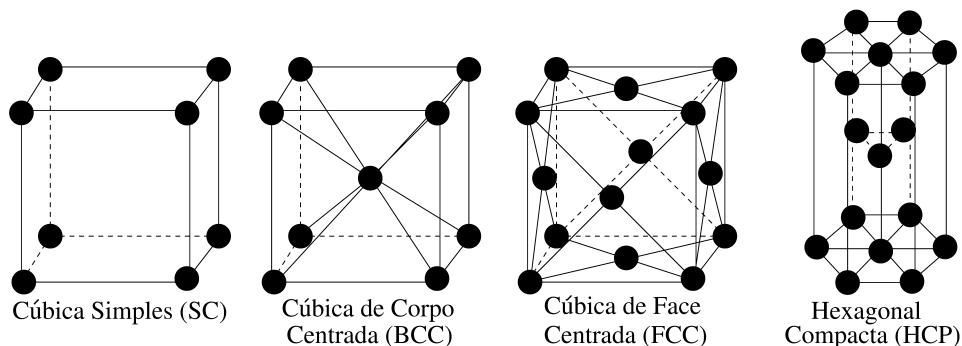 Cúbica Simples (SC)
Cúbica de Corpo
Centrada (BCC)
Cúbica de Face
Centrada (FCC)
Hexagonal
Compacta (HCP)